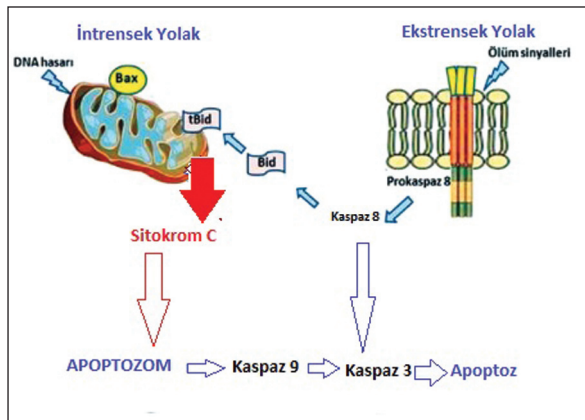 İntrensek Yolak
Ekstrensek Yolak
DNA hasarı
Bax
Ölüm sinyalleri
tBid
Bid
Prokaspaz 8
Kaspaz 8
Sitokrom C
APOPTOZOM
Kaspaz 9
Kaspaz 3
Apoptoz